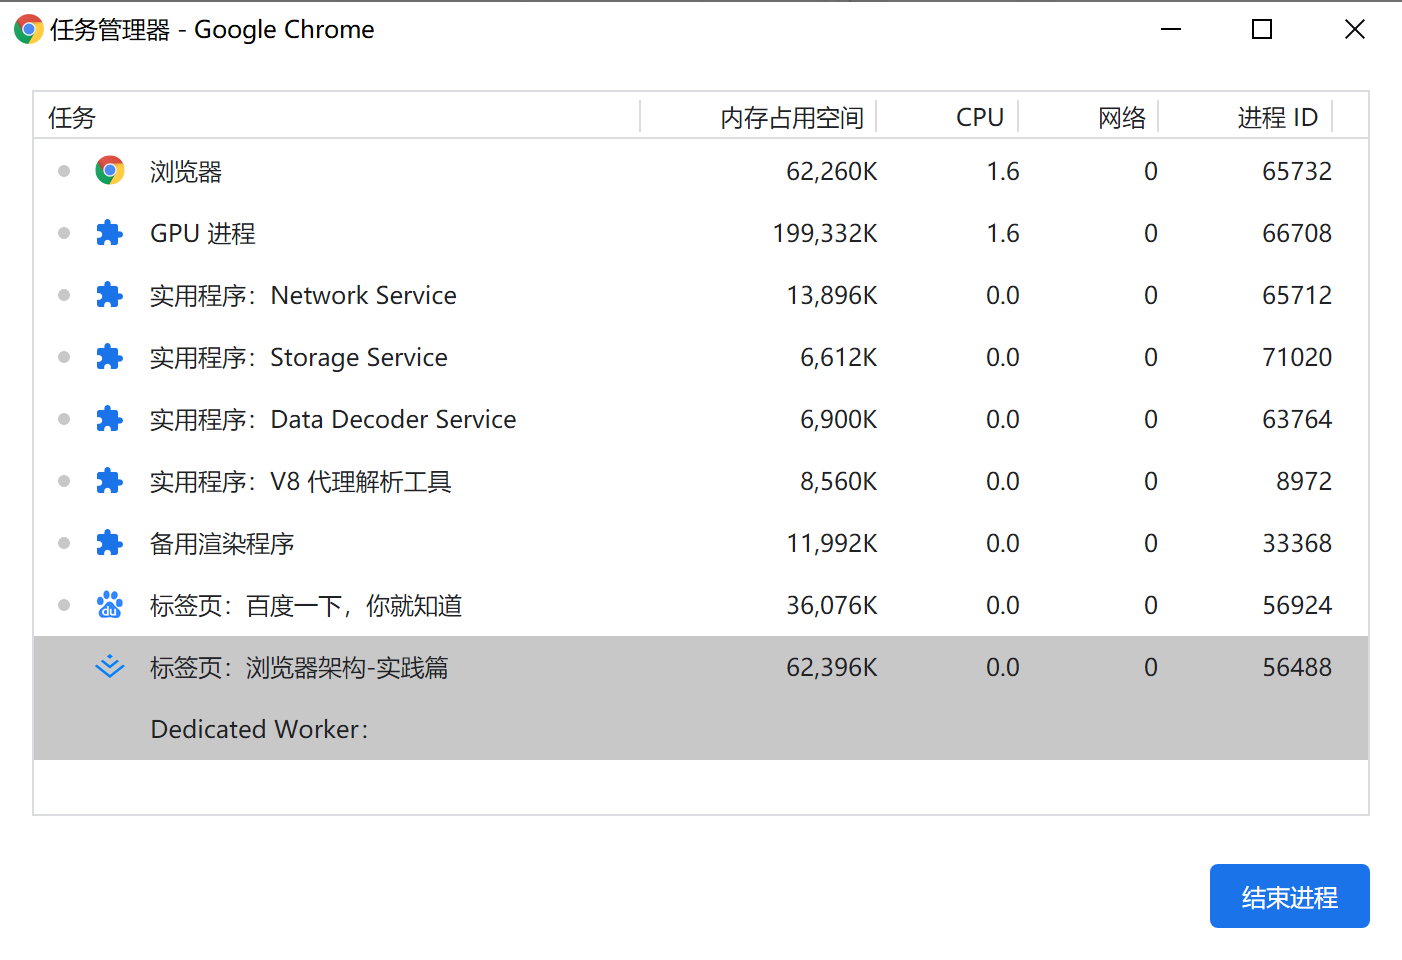 任务管理器 - Google Chrome
任务 内存占用空间 CPU 网络 进程 ID
浏览器 62,260K 1.6 0 65732
GPU 进程 199,332K 1.6 0 66708
实用程序：Network Service 13,896K 0.0 0 65712
实用程序：Storage Service 6,612K 0.0 0 71020
实用程序：Data Decoder Service 6,900K 0.0 0 63764
实用程序：V8 代理解析工具 8,560K 0.0 0 8972
备用渲染程序 11,992K 0.0 0 33368
du 标签页：百度一下，你就知道 36,076K 0.0 0 56924
标签页：浏览器架构-实践篇 62,396K 0.0 0 56488
Dedicated Worker:
结束进程